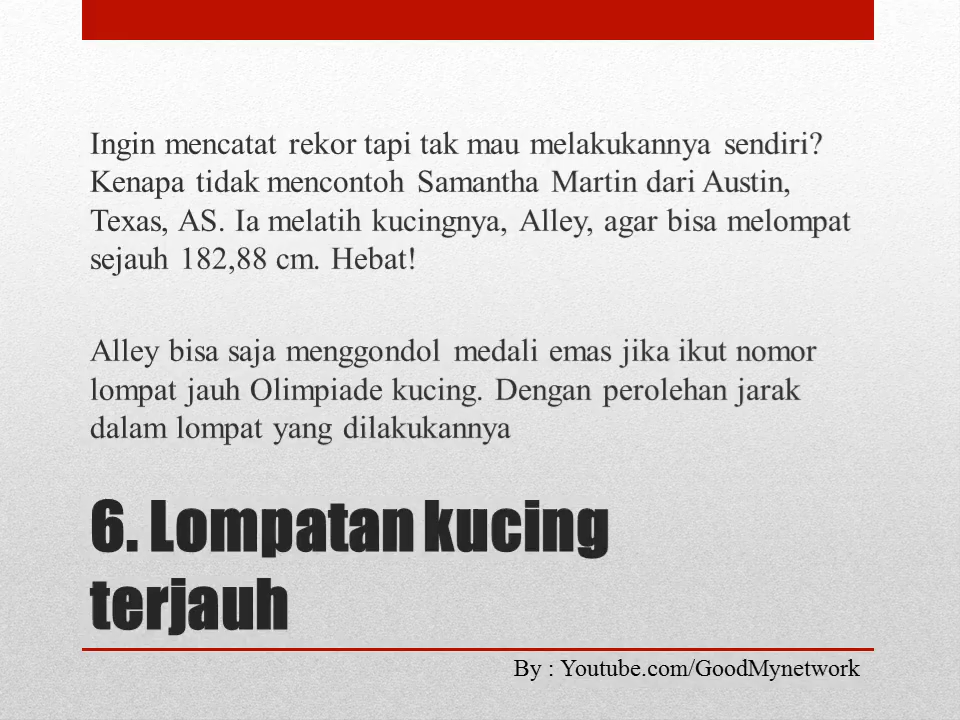 Ingin mencatat rekor tapi tak mau melakukannya sendiri?
Kenapa tidak mencontoh Samantha Martin dari Austin,
Texas, AS. Ia melatih kucingnya, Alley, agar bisa melompat
sejauh 182,88 cm. Hebat!
Alley bisa saja menggondol medali emas jika ikut nomor
lompat jauh Olimpiade kucing. Dengan perolehan jarak
dalam lompat yang dilakukannya
6. Lompatan kucing
terjauh
By : Youtube.com/GoodMynetwork